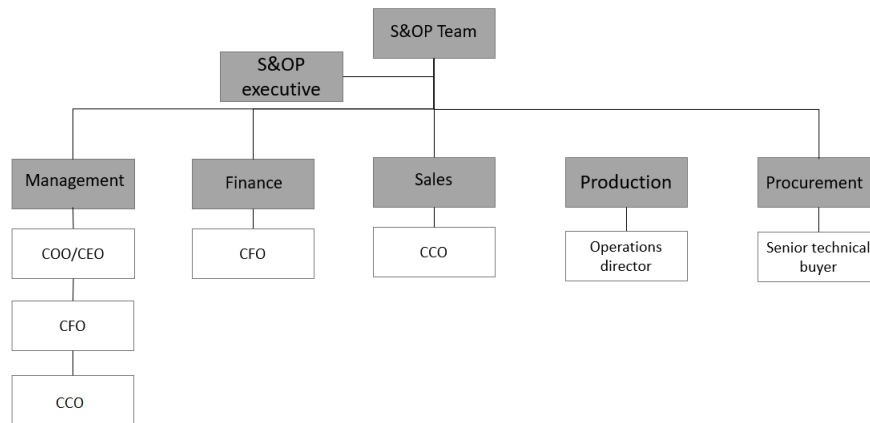 S&OP Team
S&OP
executive
Management
Finance
Sales
Production
Procurement
COO/CEO
CFO
CCO
Operations
director
Senior technical
buyer
CFO
CCO